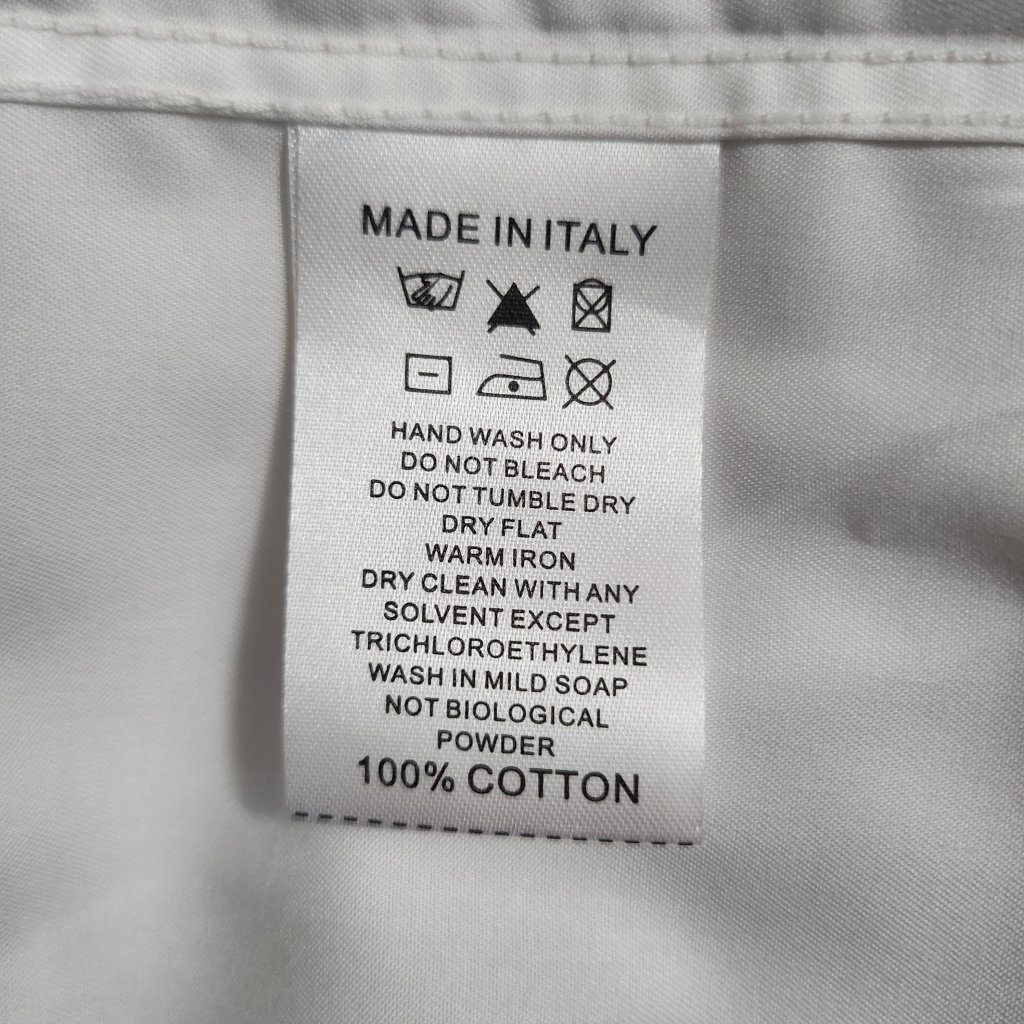 MADE IN ITALY
HAND WASH ONLY
DO NOT BLEACH
DO NOT TUMBLE DRY
DRY FLAT
WARM IRON
DRY CLEAN WITH ANY
SOLVENT EXCEPT
TRICHLOROETHYLENE
WASH IN MILD SOAP
NOT BIOLOGICAL
POWDER
100% COTTON